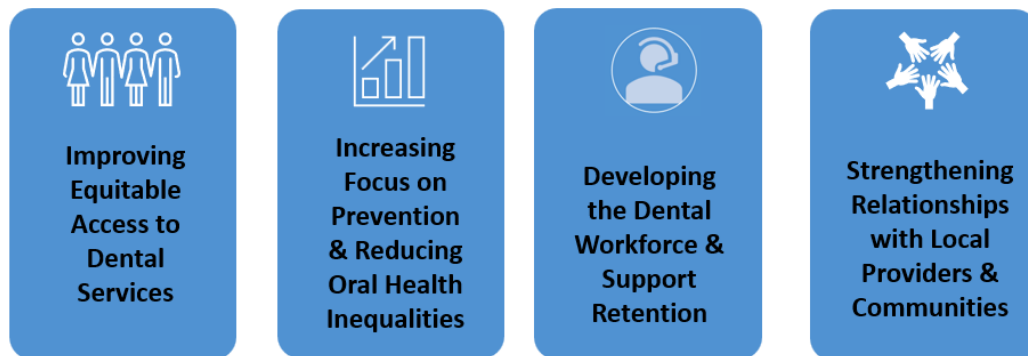 Improving
Equitable
Access to
Dental
Services
Increasing
Focus on
Prevention
& Reducing
Oral Health
Inequalities
Developing
the Dental
Workforce &
Support
Retention
Strengthening
Relationships
with Local
Providers &
Communities